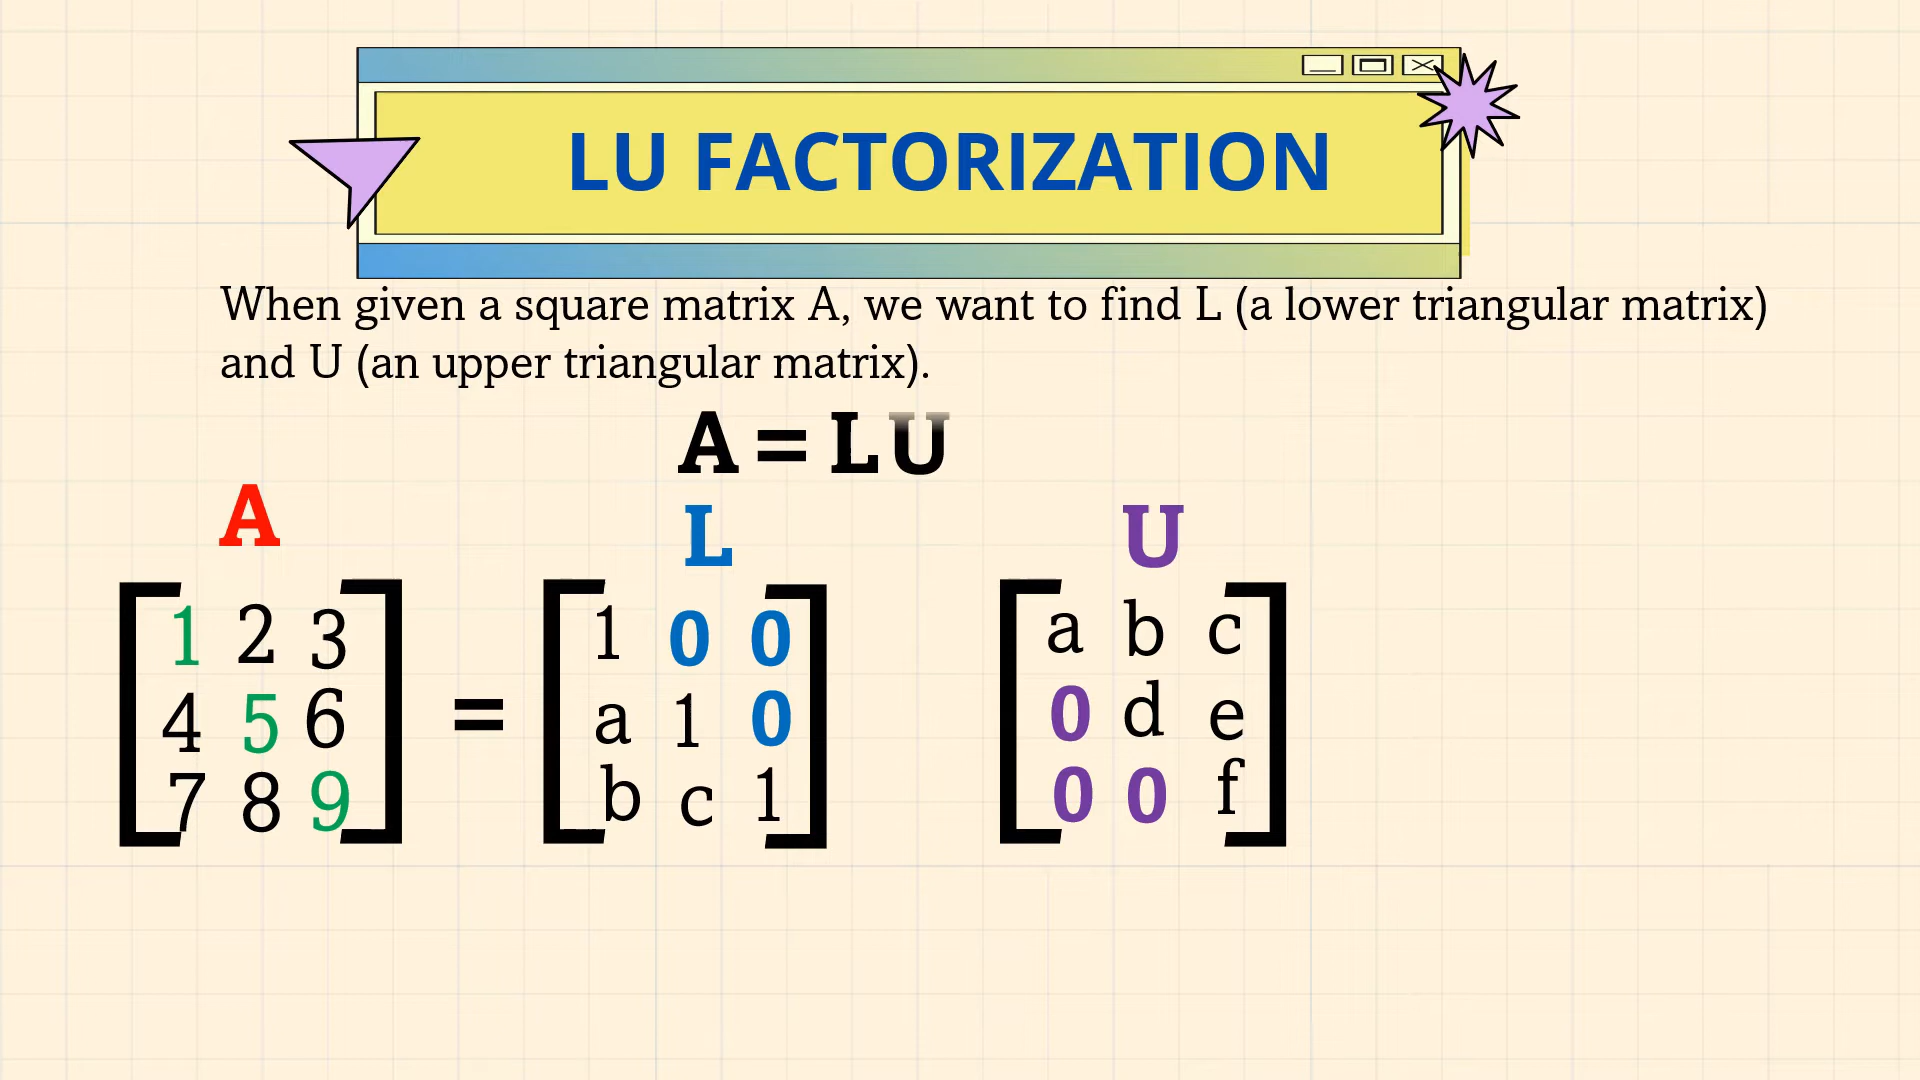 LU FACTORIZATION
When given a square matrix A, we want to find L (a lower triangular matrix)
and U (an upper triangular matrix).
A = L U
A L U
1 2 3 1 0 0 a b c
4 5 6 = a 1 0 0 d e
7 8 9 b c 1 0 0 f